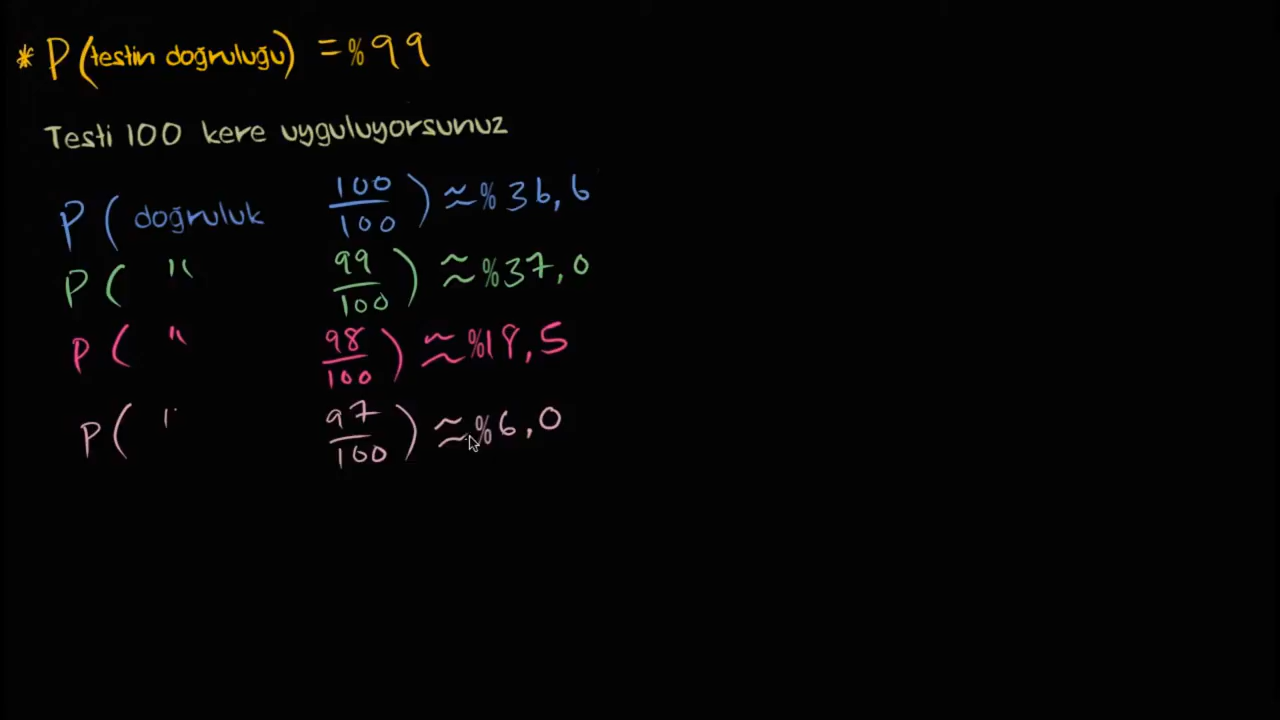 * P(testin doğruluğu) = %99
Testi 100 kere uyguluyorsunuz
P( doğruluk 100/100 ) ≈ %36,6
P( " 99/100 ) ≈ %37,0
P( " 98/100 ) ≈ %18,5
P( " 97/100 ) ≈ %6,0